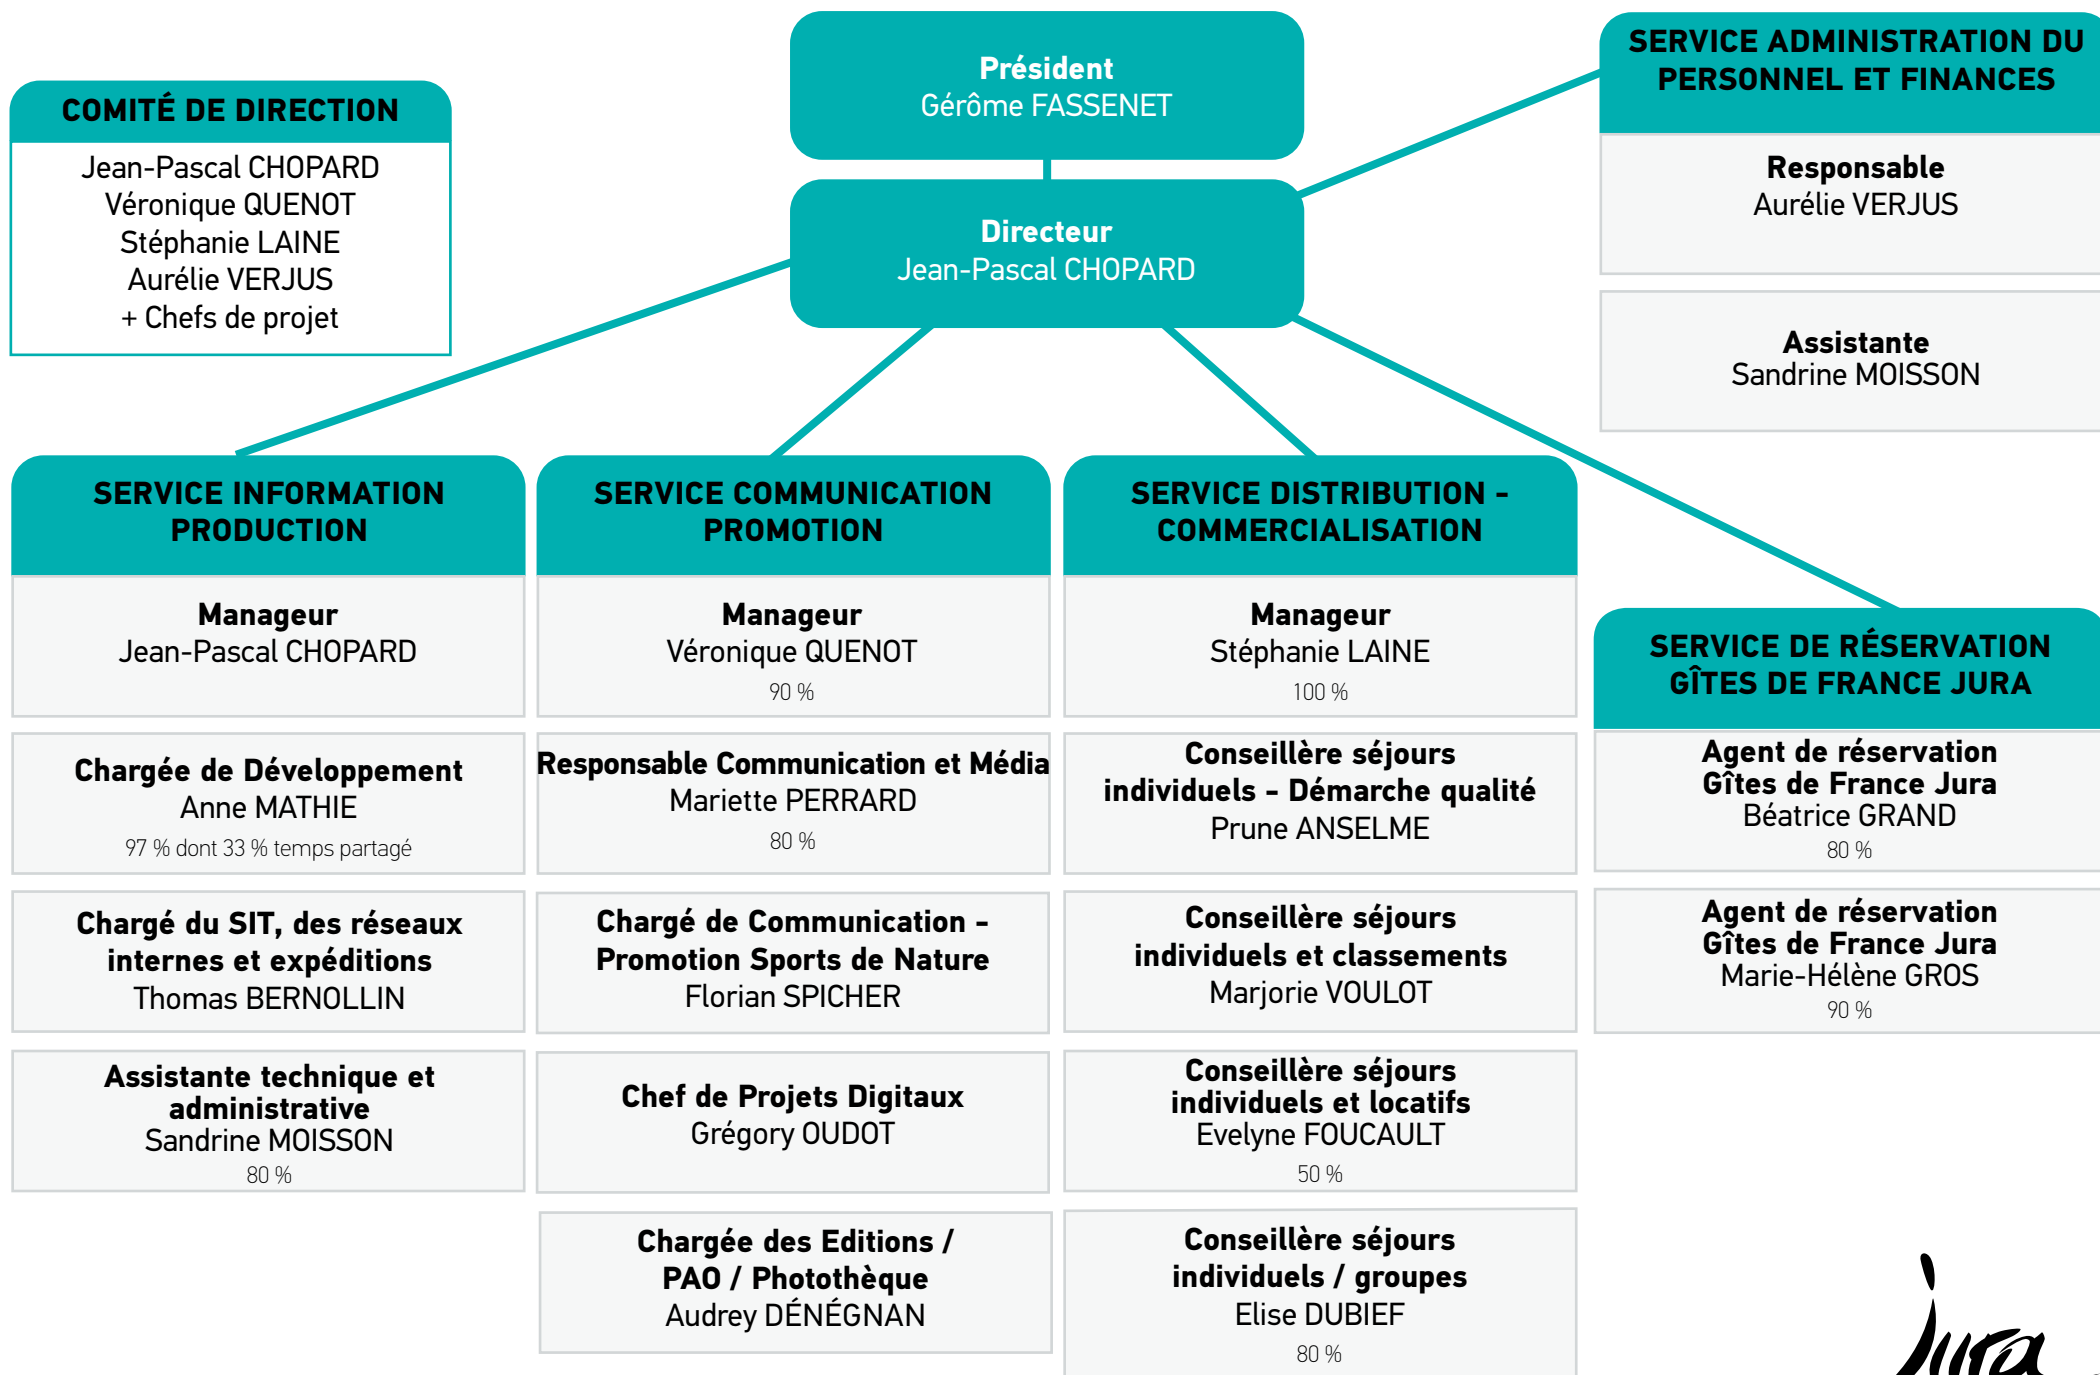 COMITÉ DE DIRECTION
Jean-Pascal CHOPARD
Véronique QUENOT
Stéphanie LAINE
Aurélie VERJUS
+ Chefs de projet
Président
Gérôme FASSENET
Directeur
Jean-Pascal CHOPARD
SERVICE ADMINISTRATION DU
PERSONNEL ET FINANCES
Responsable
Aurélie VERJUS
Assistante
Sandrine MOISSON
SERVICE INFORMATION
PRODUCTION
Manageur
Jean-Pascal CHOPARD
Chargée de Développement
Anne MATHIE
97 % dont 33 % temps partagé
Chargé du SIT, des réseaux
internes et expéditions
Thomas BERNOLLIN
Assistante technique et
administrative
Sandrine MOISSON
80 %
SERVICE COMMUNICATION
PROMOTION
Manageur
Véronique QUENOT
90 %
Responsable Communication et Média
Mariette PERRARD
80 %
Chargé de Communication -
Promotion Sports de Nature
Florian SPICHER
Chef de Projets Digitaux
Grégory OUDOT
Chargée des Editions /
PAO / Photothèque
Audrey DÉNÉGNAN
SERVICE DISTRIBUTION -
COMMERCIALISATION
Manageur
Stéphanie LAINE
100 %
Conseillère séjours
individuels - Démarche qualité
Prune ANSELME
Conseillère séjours
individuels et classements
Marjorie VOULOT
Conseillère séjours
individuels et locatifs
Evelyne FOUCAULT
50 %
Conseillère séjours
individuels / groupes
Elise DUBIEF
80 %
SERVICE DE RÉSERVATION
GÎTES DE FRANCE JURA
Agent de réservation
Gîtes de France Jura
Béatrice GRAND
80 %
Agent de réservation
Gîtes de France Jura
Marie-Hélène GROS
90 %
jura